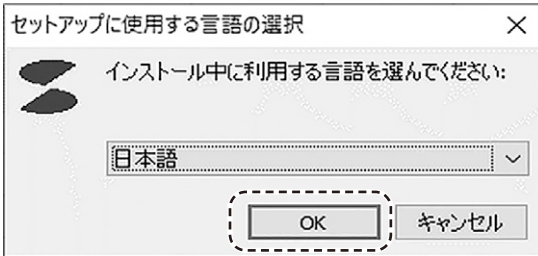 セットアップに使用する言語の選択
インストール中に利用する言語を選んでください:
日本語
OK
キャンセル